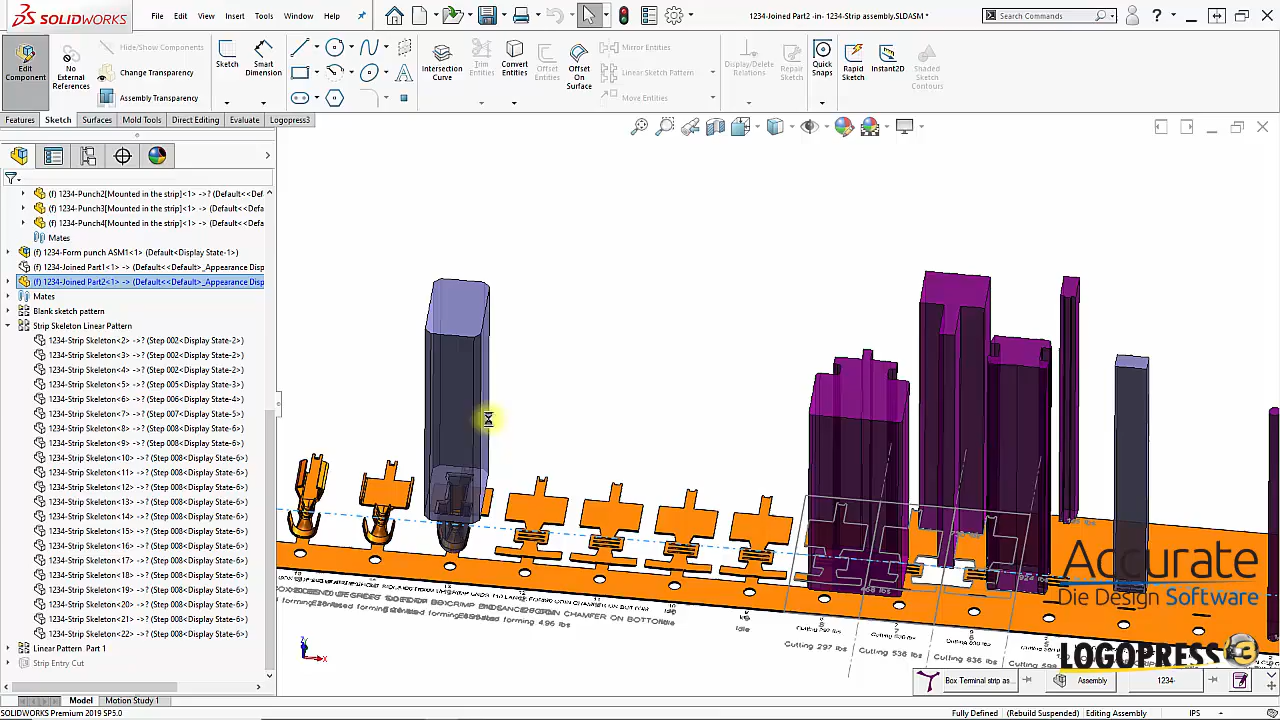 SOLIDWORKS
File Edit View Insert Tools Window Help
1234-Joined Part2 -in- 1234-Strip assembly.SLDASM *
Search Commands
Edit Component
No External References
Hide/Show Components
Change Transparency
Assembly Transparency
Sketch
Smart Dimension
Intersection Curve
Trim Entities
Convert Entities
Offset Entities
Offset On Surface
Mirror Entities
Linear Sketch Pattern
Move Entities
Display/Delete Relations
Repair Sketch
Quick Snaps
Rapid Sketch
Instant2D
Shaded Sketch Contours
Features Sketch Surfaces Mold Tools Direct Editing Evaluate Logopress3
(f) 1234-Punch2[Mounted in the strip]<1> ->? (Default<<Def
(f) 1234-Punch3[Mounted in the strip]<1> -> (Default<<Defa
(f) 1234-Punch4[Mounted in the strip]<1> -> (Default<<Defa
Mates
(f) 1234-Form punch ASM1<1> (Default<Display State-1>)
(f) 1234-Joined Part1<1> -> (Default<<Default>_Appearance Disp
(f) 1234-Joined Part2<1> -> (Default<<Default>_Appearance Disp
Mates
Blank sketch pattern
Strip Skeleton Linear Pattern
1234-Strip Skeleton<2> ->? (Step 002<Display State-2>)
1234-Strip Skeleton<3> ->? (Step 002<Display State-2>)
1234-Strip Skeleton<4> ->? (Step 002<Display State-2>)
1234-Strip Skeleton<5> ->? (Step 005<Display State-3>)
1234-Strip Skeleton<6> ->? (Step 006<Display State-4>)
1234-Strip Skeleton<7> ->? (Step 007<Display State-5>)
1234-Strip Skeleton<8> ->? (Step 008<Display State-6>)
1234-Strip Skeleton<9> ->? (Step 008<Display State-6>)
1234-Strip Skeleton<10> ->? (Step 008<Display State-6>)
1234-Strip Skeleton<11> ->? (Step 008<Display State-6>)
1234-Strip Skeleton<12> ->? (Step 008<Display State-6>)
1234-Strip Skeleton<13> ->? (Step 008<Display State-6>)
1234-Strip Skeleton<14> ->? (Step 008<Display State-6>)
1234-Strip Skeleton<15> ->? (Step 008<Display State-6>)
1234-Strip Skeleton<16> ->? (Step 008<Display State-6>)
1234-Strip Skeleton<17> ->? (Step 008<Display State-6>)
1234-Strip Skeleton<18> ->? (Step 008<Display State-6>)
1234-Strip Skeleton<19> ->? (Step 008<Display State-6>)
1234-Strip Skeleton<20> ->? (Step 008<Display State-6>)
1234-Strip Skeleton<21> ->? (Step 008<Display State-6>)
1234-Strip Skeleton<22> ->? (Step 008<Display State-6>)
Linear Pattern Part 1
Strip Entry Cut
CHAMFER ON BOTTOM
forming 4.96 lbs
Idle
Cutting 297 lbs
Cutting 536 lbs
Cutting 636 lbs
Accurate
Die Design Software
LOGOPRESS 3
Box Terminal strip as...
Assembly
1234-
Z
X
Model Motion Study 1
SOLIDWORKS Premium 2019 SP5.0
Fully Defined (Rebuild Suspended) Editing Assembly IPS